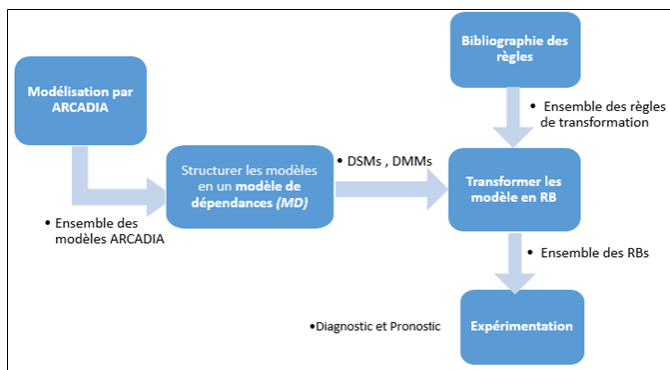 Modélisation par
ARCADIA
• Ensemble des
modèles ARCADIA
Structurer les modèles
en un modèle de
dépendances (MD)
• DSMs , DMMs
Bibliographie des
règles
• Ensemble des règles
de transformation
Transformer les
modèle en RB
• Ensemble des RBs
•Diagnostic et Pronostic
Expérimentation